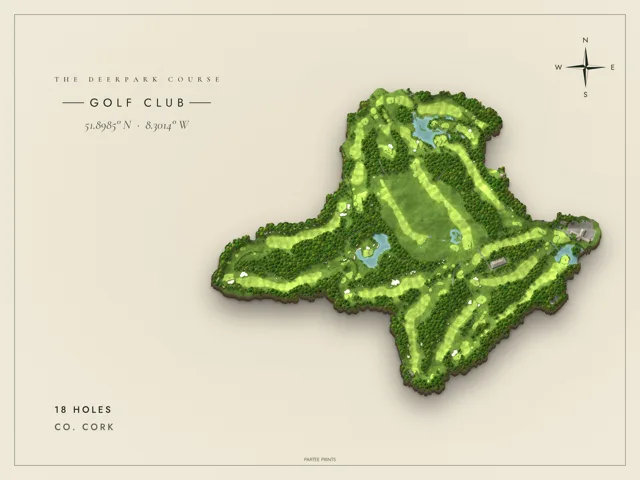 THE DEERPARK COURSE
GOLF CLUB
51.8985° N · 8.3014° W
N
W E
S
18 HOLES
CO. CORK
PARTEE PRINTS